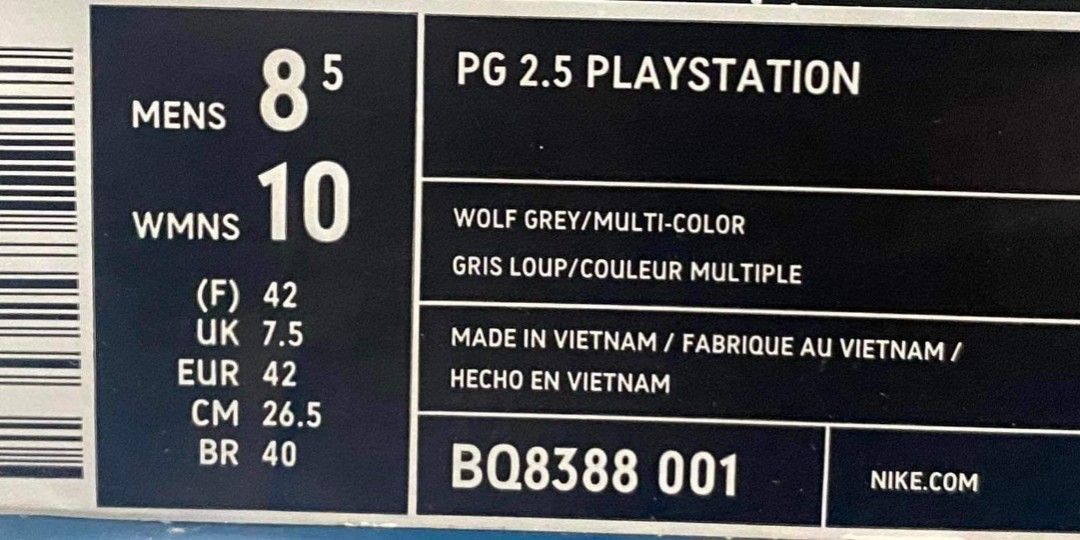 MENS 8 5
WMNS 10
(F) 42
UK 7.5
EUR 42
CM 26.5
BR 40
PG 2.5 PLAYSTATION
WOLF GREY/MULTI-COLOR
GRIS LOUP/COULEUR MULTIPLE
MADE IN VIETNAM / FABRIQUE AU VIETNAM /
HECHO EN VIETNAM
BQ8388 001
NIKE.COM